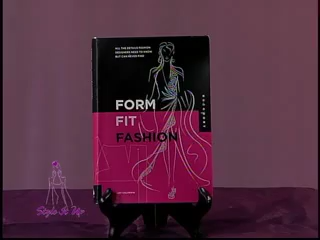 ALL THE DETAILS FASHION
DESIGNERS NEED TO KNOW
BUT CAN NEVER FIND
FORM
FIT
FASHION
Style It Up